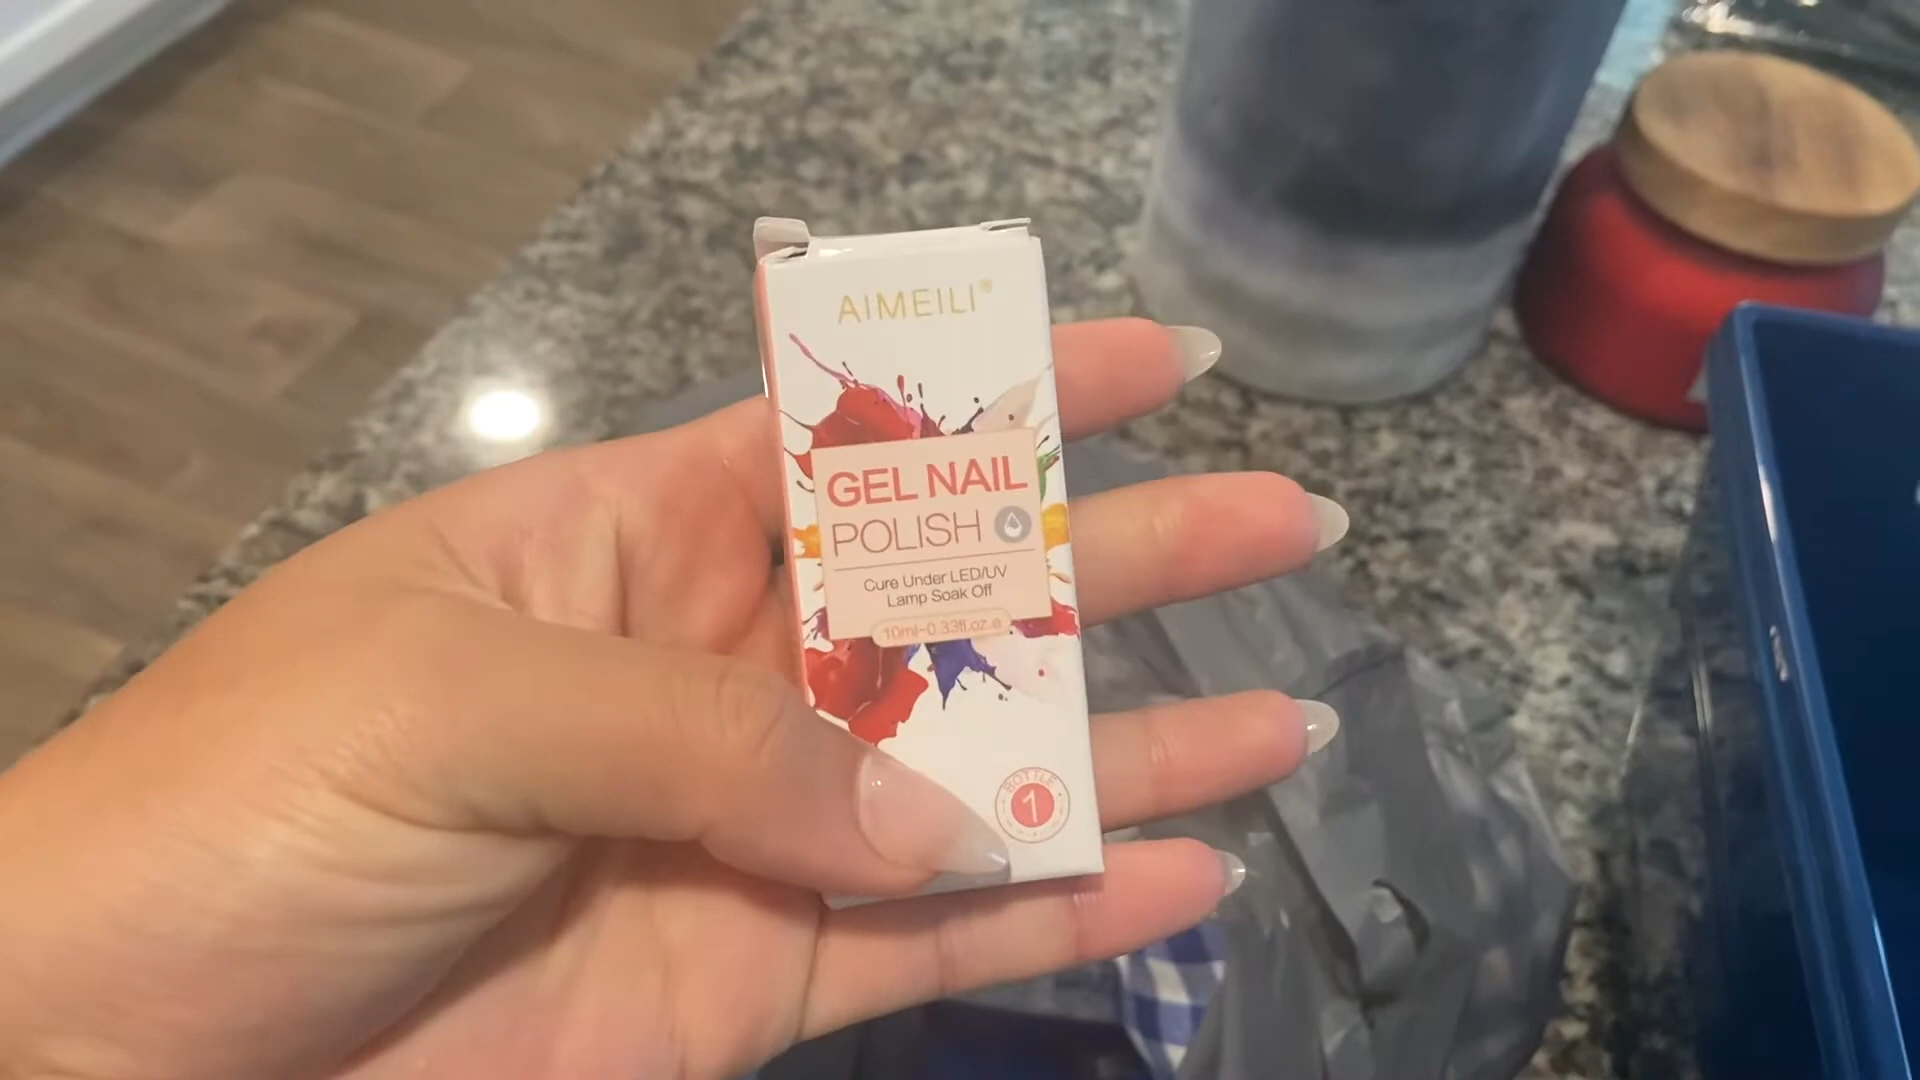 AIMEILI®
GEL NAIL
POLISH
Cure Under LED/UV
Lamp Soak Off
10ml~0.33fl.oz.e
BOTTLE
1